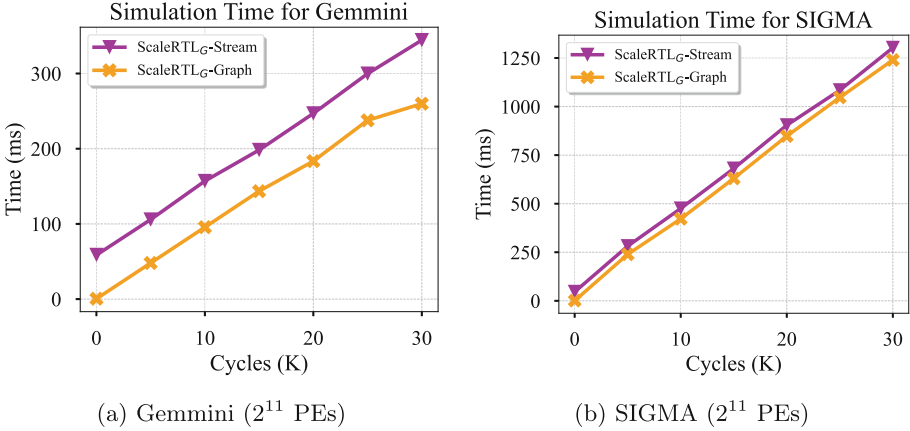 Simulation Time for Gemmini
ScaleRTL_G-Stream
ScaleRTL_G-Graph
Time (ms)
300
200
100
0
0 10 20 30
Cycles (K)
(a) Gemmini (2^11 PEs)
Simulation Time for SIGMA
ScaleRTL_G-Stream
ScaleRTL_G-Graph
Time (ms)
1250
1000
750
500
250
0
0 10 20 30
Cycles (K)
(b) SIGMA (2^11 PEs)